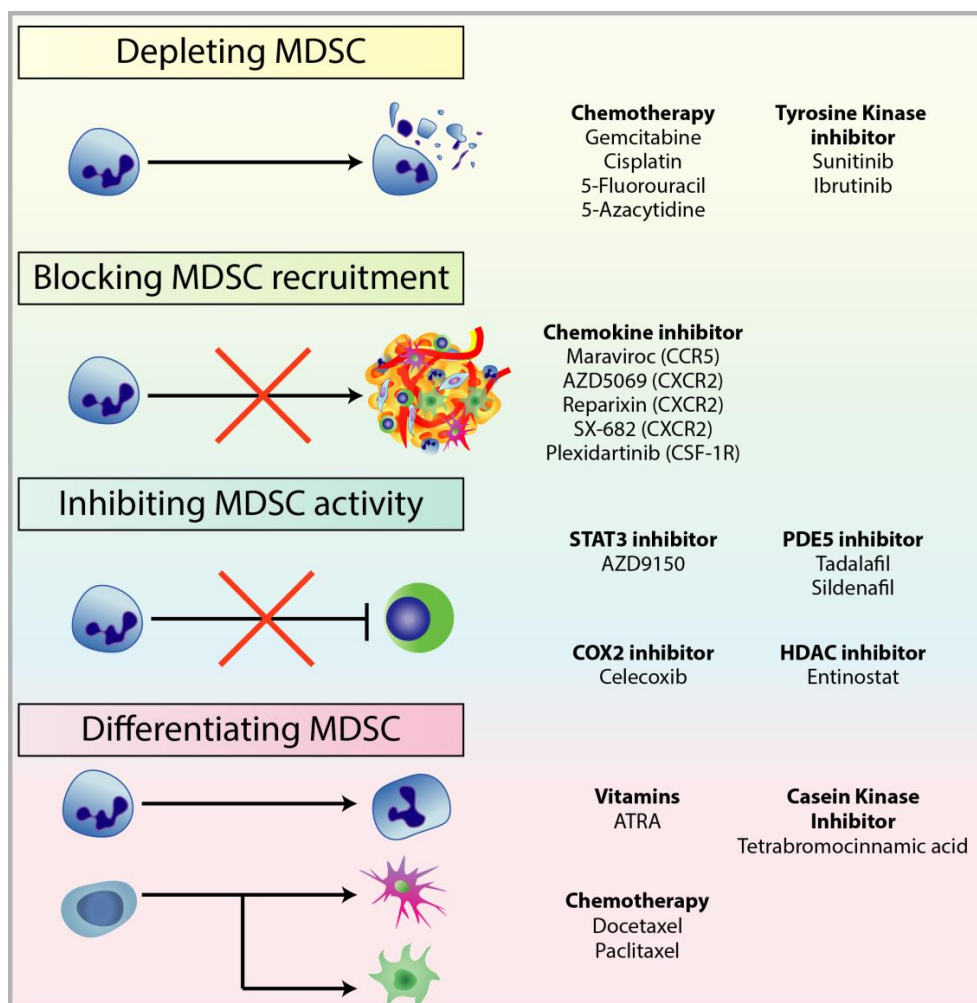 Depleting MDSC
Chemotherapy
Gemcitabine
Cisplatin
5-Fluorouracil
5-Azacytidine
Tyrosine Kinase
inhibitor
Sunitinib
Ibrutinib
Blocking MDSC recruitment
Chemokine inhibitor
Maraviroc (CCR5)
AZD5069 (CXCR2)
Reparixin (CXCR2)
SX-682 (CXCR2)
Plexidartinib (CSF-1R)
Inhibiting MDSC activity
STAT3 inhibitor
AZD9150
PDE5 inhibitor
Tadalafil
Sildenafil
COX2 inhibitor
Celecoxib
HDAC inhibitor
Entinostat
Differentiating MDSC
Vitamins
ATRA
Casein Kinase
Inhibitor
Tetrabromocinnamic acid
Chemotherapy
Docetaxel
Paclitaxel